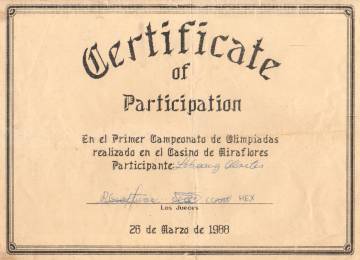 Certificate
of
Participation
En el Primer Campeonato de Olimpiadas
realizado en el Casino de Miraflores
Participante:
HEX
Los Jueces
26 de Marzo de 1988